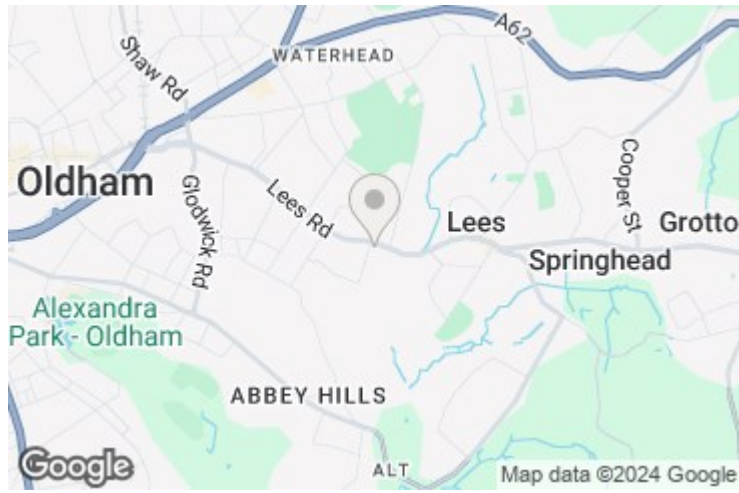 A62
WATERHEAD
Shaw Rd
Oldham
Glodwick Rd
Lees Rd
Lees
Cooper St
Grotto
Springhead
Alexandra
Park - Oldham
ABBEY HILLS
ALT
Google
Map data ©2024 Google